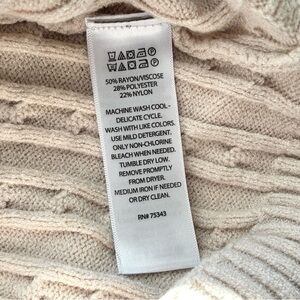 50% RAYON/VISCOSE
28% POLYESTER
22% NYLON
MACHINE WASH COOL-
DELICATE CYCLE.
WASH WITH LIKE COLORS.
USE MILD DETERGENT.
ONLY NON-CHLORINE
BLEACH WHEN NEEDED.
TUMBLE DRY LOW.
REMOVE PROMPTLY
FROM DRYER.
MEDIUM IRON IF NEEDED
OR DRY CLEAN.
RN# 75343